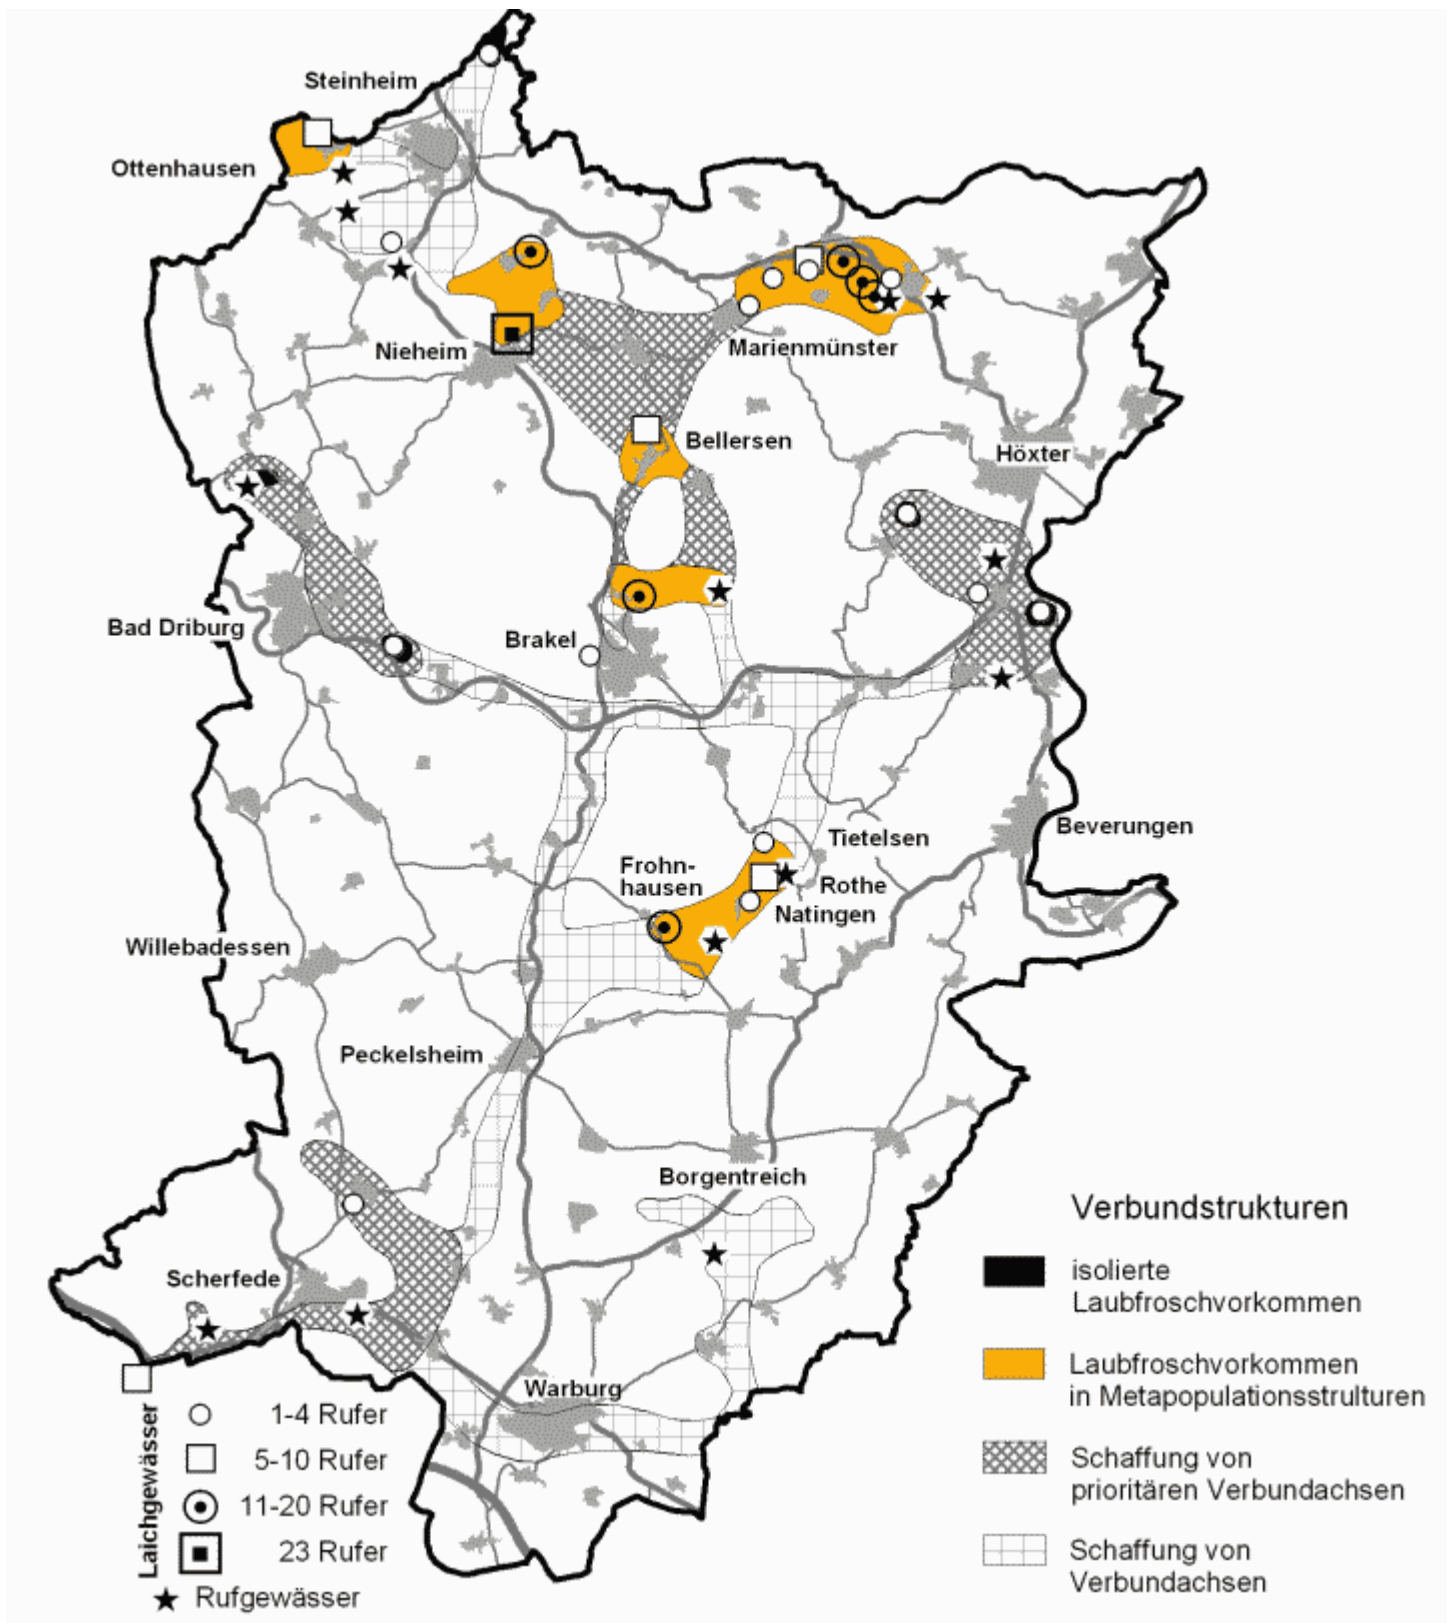 Steinheim
Ottenhausen
Nieheim
Marienmünster
Bellersen
Höxter
Bad Driburg
Brakel
Beverungen
Tietelsen
Frohn-
hausen
Rothe
Natingen
Willebadessen
Peckelsheim
Borgentreich
Scherfede
Warburg
Laichgewässer
1-4 Rufer
5-10 Rufer
11-20 Rufer
23 Rufer
Rufgewässer
Verbundstrukturen
isolierte
Laubfroschvorkommen
Laubfroschvorkommen
in Metapopulationsstrulturen
Schaffung von
prioritären Verbundachsen
Schaffung von
Verbundachsen